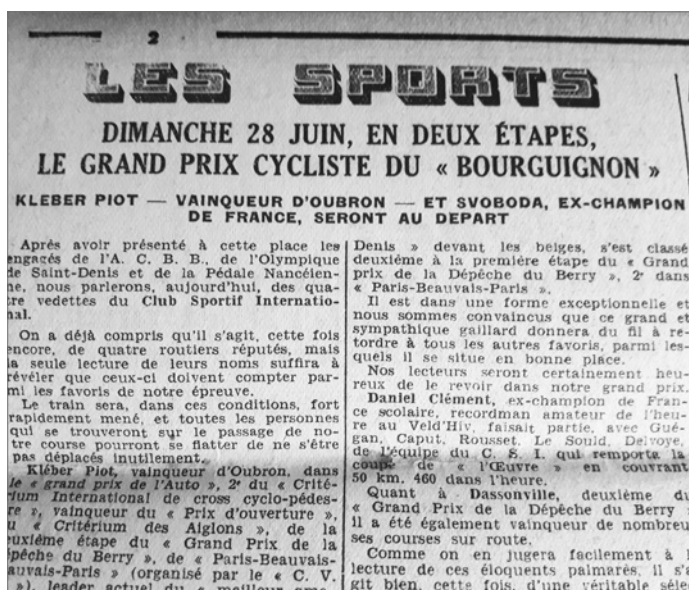 2
LES SPORTS
DIMANCHE 28 JUIN, EN DEUX ÉTAPES,
LE GRAND PRIX CYCLISTE DU « BOURGUIGNON »
KLEBER PIOT — VAINQUEUR D'OUBRON — ET SVOBODA, EX-CHAMPION
DE FRANCE, SERONT AU DEPART
Après avoir présenté à cette place les
engagés de l'A. C. B. B., de l'Olympique
de Saint-Denis et de la Pédale Nancéien-
ne, nous parlerons, aujourd'hui, des qua-
tre vedettes du Club Sportif Internatio-
nal.
On a déjà compris qu'il s'agit, cette fois
encore, de quatre routiers réputés, mais
la seule lecture de leurs noms suffira à
révéler que ceux-ci doivent compter par-
mi les favoris de notre épreuve.
Le train sera, dans ces conditions, fort
rapidement mené, et toutes les personnes
qui se trouveront sur le passage de no-
tre course pourront se flatter de ne s'être
pas déplacés inutilement.
Kléber Piot, vainqueur d'Oubron, dans
le « grand prix de l'Auto », 2e du « Crité-
rium International de cross cyclo-pédes-
re », vainqueur du « Prix d'ouverture »,
u « Critérium des Aiglons », de la
euxième étape du « Grand Prix de la
épêche du Berry », de « Paris-Beauvais-
auvais-Paris » (organisé par le « C. V.
»), leader actuel du « meilleur
Denis » devant les belges, s'est classé
deuxième à la première étape du « Grand
prix de la Dépêche du Berry », 2e dans
« Paris-Beauvais-Paris ».
Il est dans une forme exceptionnelle et
nous sommes convaincus que ce grand et
sympathique gaillard donnera du fil à re-
tordre à tous les autres favoris, parmi les-
quels il se situe en bonne place.
Nos lecteurs seront certainement heu-
reux de le revoir dans notre grand prix.
Daniel Clément, ex-champion de Fran-
ce scolaire, recordman amateur de l'heu-
re au Veld'Hiv, faisait partie, avec Gué-
gan, Caput, Rousset, Le Sould, Delvoye,
de l'équipe du C. S. I. qui remporta la
coupe de « l'Œuvre » en couvrant
50 km. 460 dans l'heure.
Quant à Dassonville, deuxième du
« Grand Prix de la Dépêche du Berry »
il a été également vainqueur de nombreu
ses courses sur route.
Comme on en jugera facilement à l
lecture de ces éloquents palmarès, il s'a
git bien, cette fois, d'une véritable séle